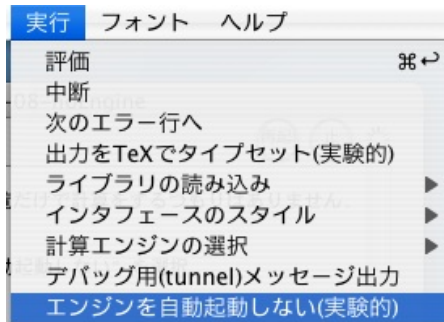 実行 フォント ヘルプ
評価 ⌘↩
中断
次のエラー行へ
出力をTeXでタイプセット(実験的)
ライブラリの読み込み ▶
インタフェースのスタイル ▶
計算エンジンの選択 ▶
デバッグ用(tunnel)メッセージ出力
エンジンを自動起動しない(実験的)